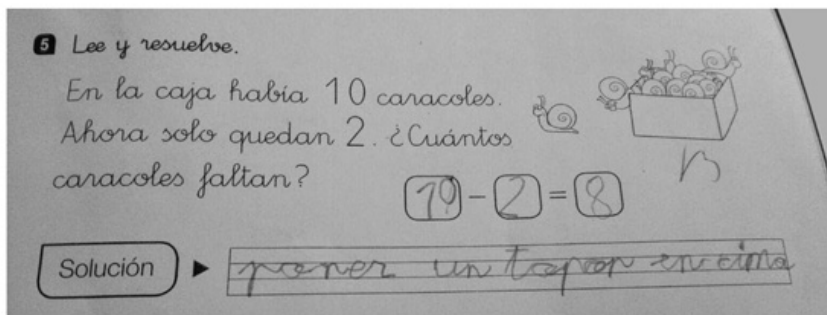 5 Lee y resuelve.
En la caja había 10 caracoles.
Ahora solo quedan 2. ¿Cuántos
caracoles faltan?
10 - 2 = 8
B
Solución ▶ poner un tapon encima